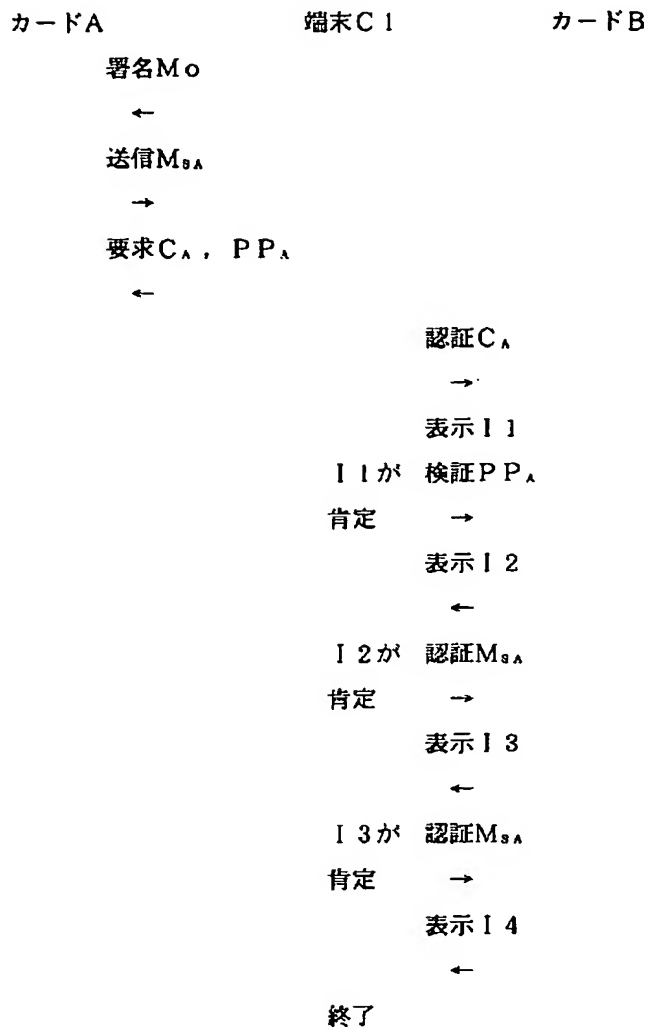 カードA 端末C1 カードB
署名Mo
←
送信MSA
→
要求CA, PPA
←
認証CA
→
表示I1
I1が 検証PPA
肯定 →
表示I2
←
I2が 認証MSA
肯定 →
表示I3
←
I3が 認証MSA
肯定 →
表示I4
←
終了